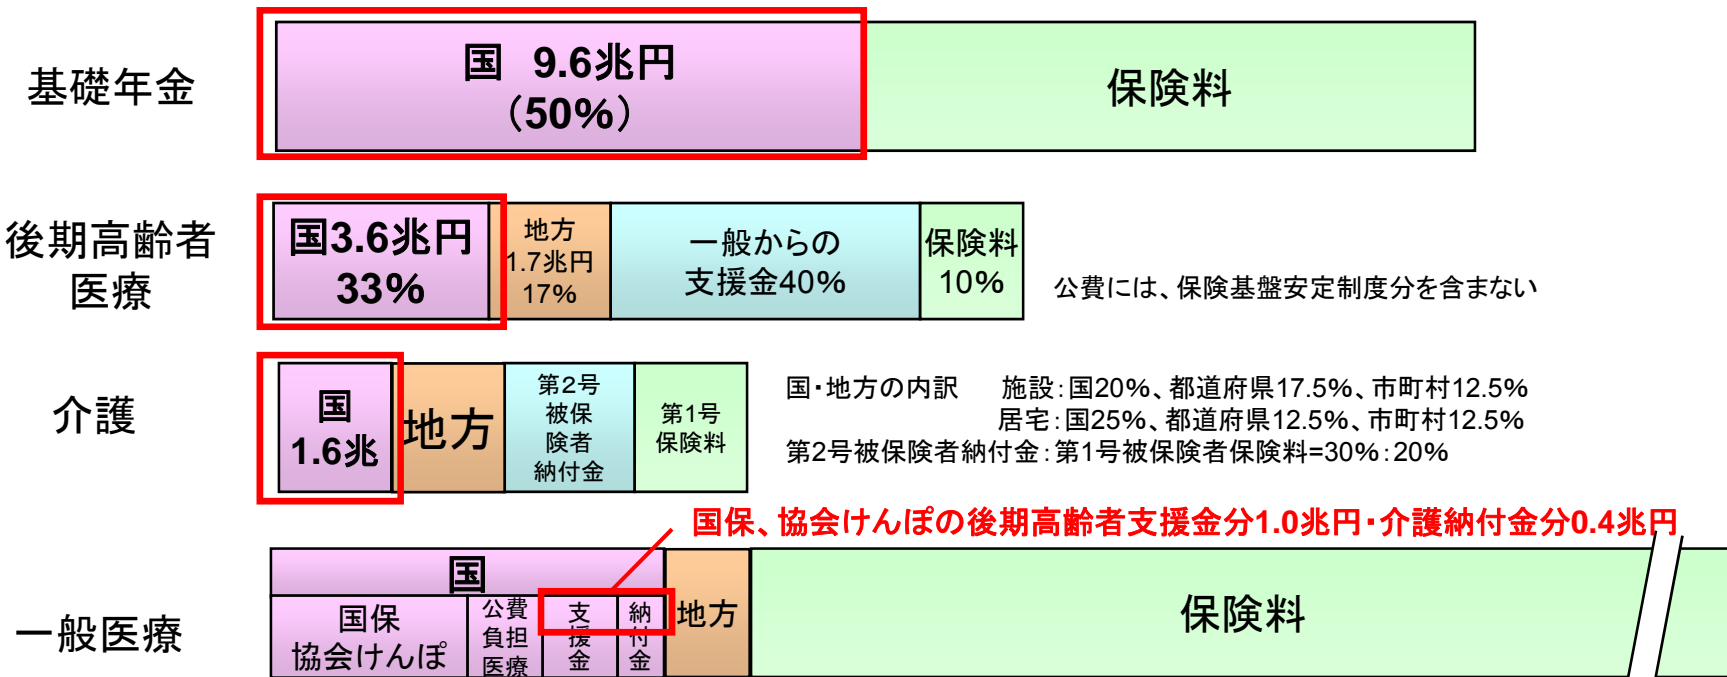 基礎年金
国 9.6兆円
(50%)
保険料
後期高齢者
医療
国3.6兆円
33%
地方
1.7兆円
17%
一般からの
支援金40%
保険料
10%
公費には、保険基盤安定制度分を含まない
介護
国
1.6兆
地方
第2号
被保
険者
納付金
第1号
保険料
国・地方の内訳 施設:国20%、都道府県17.5%、市町村12.5%
居宅:国25%、都道府県12.5%、市町村12.5%
第2号被保険者納付金:第1号被保険者保険料=30%:20%
国保、協会けんぽの後期高齢者支援金分1.0兆円・介護納付金分0.4兆円
一般医療
国
国保
協会けんぽ
公費
負担
医療
支
援
金
納
付
金
地方
保険料